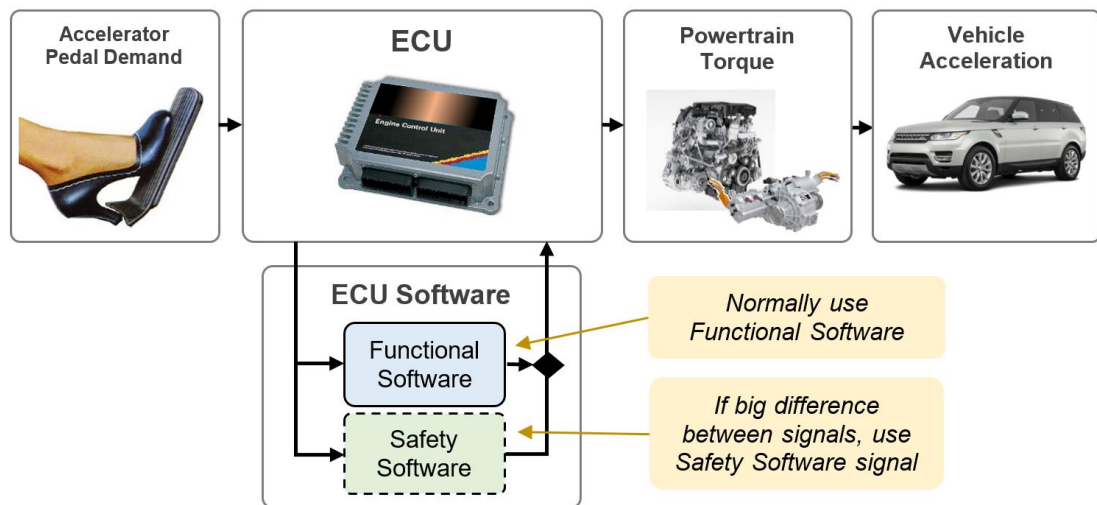 Accelerator
Pedal Demand
ECU
Engine Control Unit
Powertrain
Torque
Vehicle
Acceleration
ECU Software
Functional
Software
Safety
Software
Normally use
Functional Software
If big difference
between signals, use
Safety Software signal